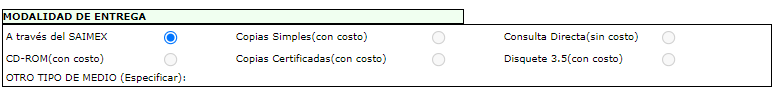 MODALIDAD DE ENTREGA
A través del SAIMEX Copias Simples(con costo) Consulta Directa(sin costo)
CD-ROM(con costo) Copias Certificadas(con costo) Disquete 3.5(con costo)
OTRO TIPO DE MEDIO (Especificar):